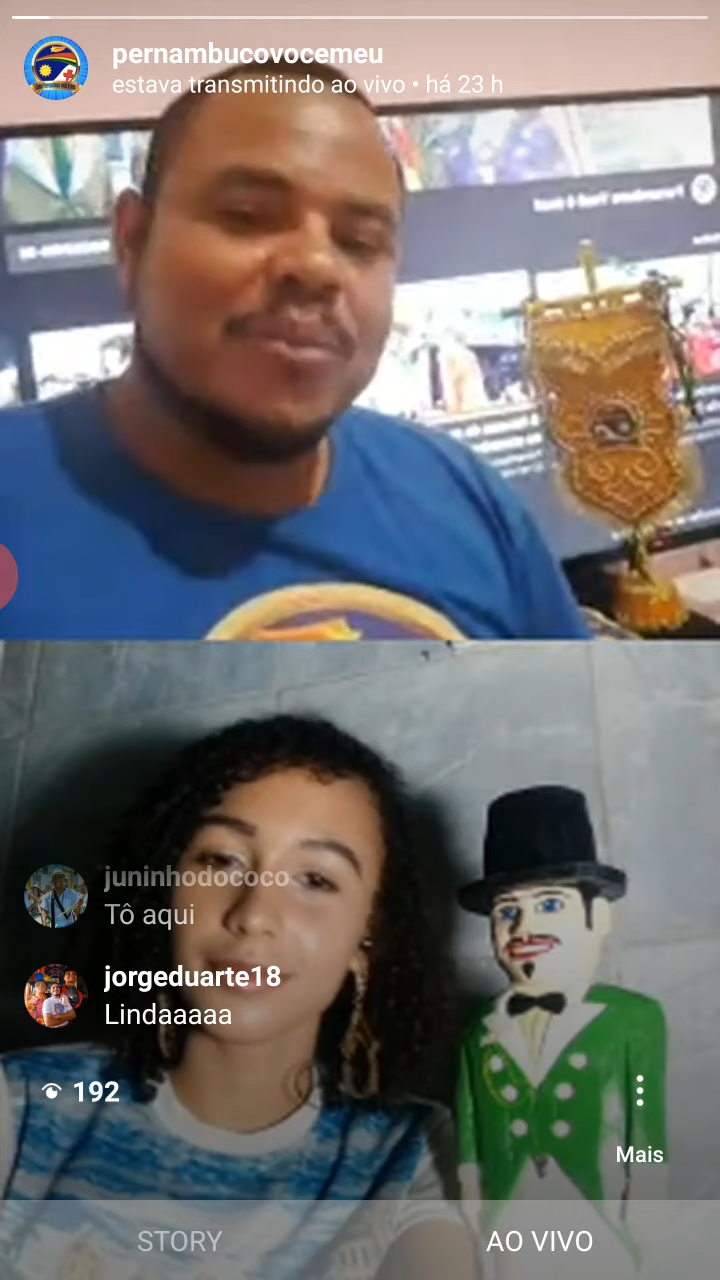 pernambucovocemeu
estava transmitindo ao vivo • há 23 h
juninhodococo
Tô aqui
jorgeduarte18
Lindaaaaa
192
Mais
STORY
AO VIVO